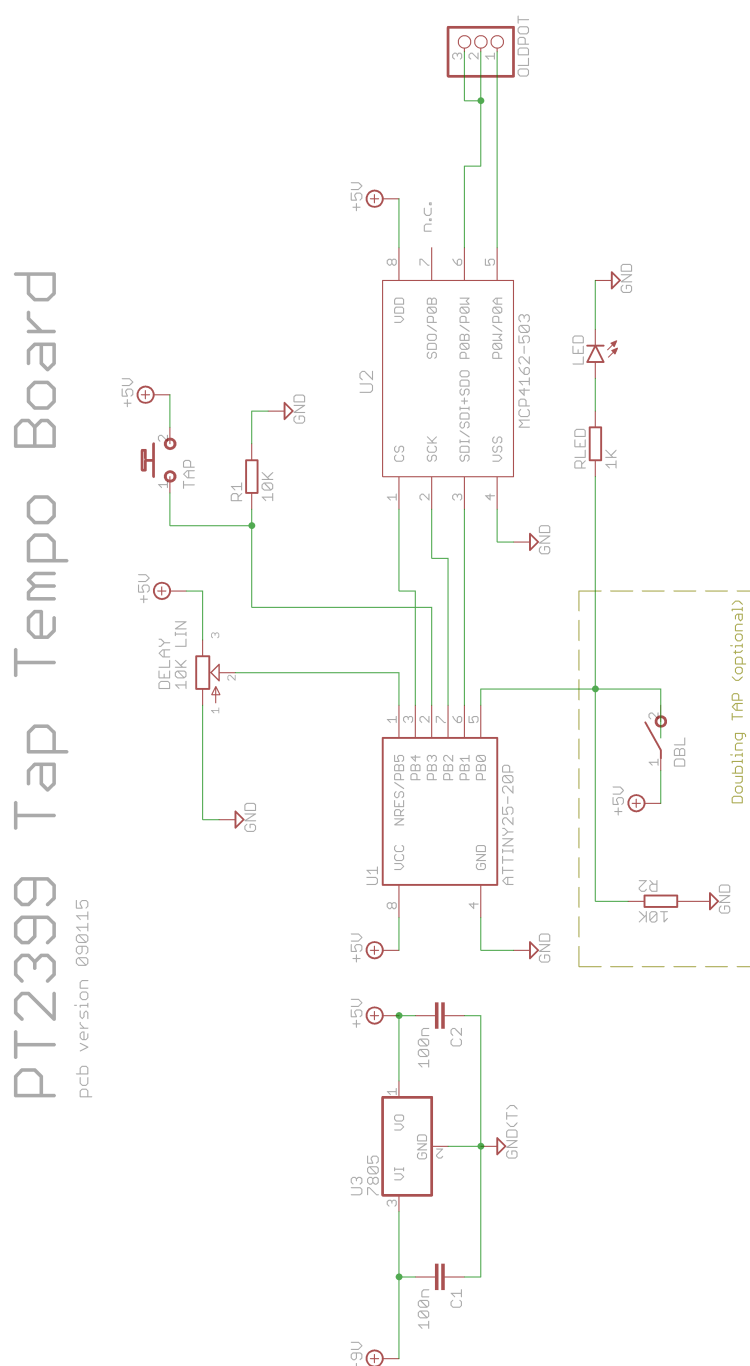 PT2399 Tap Tempo Board
pcb version 090115
OLDPOT
3
2
1
+5V
n.c.
8
7
6
5
VDD
SDO/P0B
P0B/P0W
P0W/P0A
U2
MCP4162-503
CS
SCK
SDI/SDI+SDO
VSS
1
2
3
4
GND
+5V
2
1
TAP
R1
10K
GND
+5V
DELAY
10K LIN
3
2
1
GND
LED
GND
RLED
1K
1
3
2
7
6
5
NRES/PB5
PB4
PB3
PB2
PB1
PB0
U1
ATTINY25-20P
VCC
GND
8
4
+5V
GND
Doubling TAP (optional)
2
1
DBL
+5V
R2
10K
GND
+5V
100n
C2
1
VO
GND
VI
2
3
U3
7805
GND(T)
100n
C1